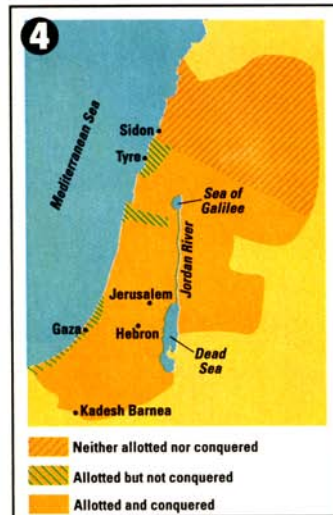 4
Mediterranean Sea
Sidon
Tyre
Sea of
Galilee
Jordan River
Jerusalem
Gaza
Hebron
Dead
Sea
Kadesh Barnea
Neither allotted nor conquered
Allotted but not conquered
Allotted and conquered